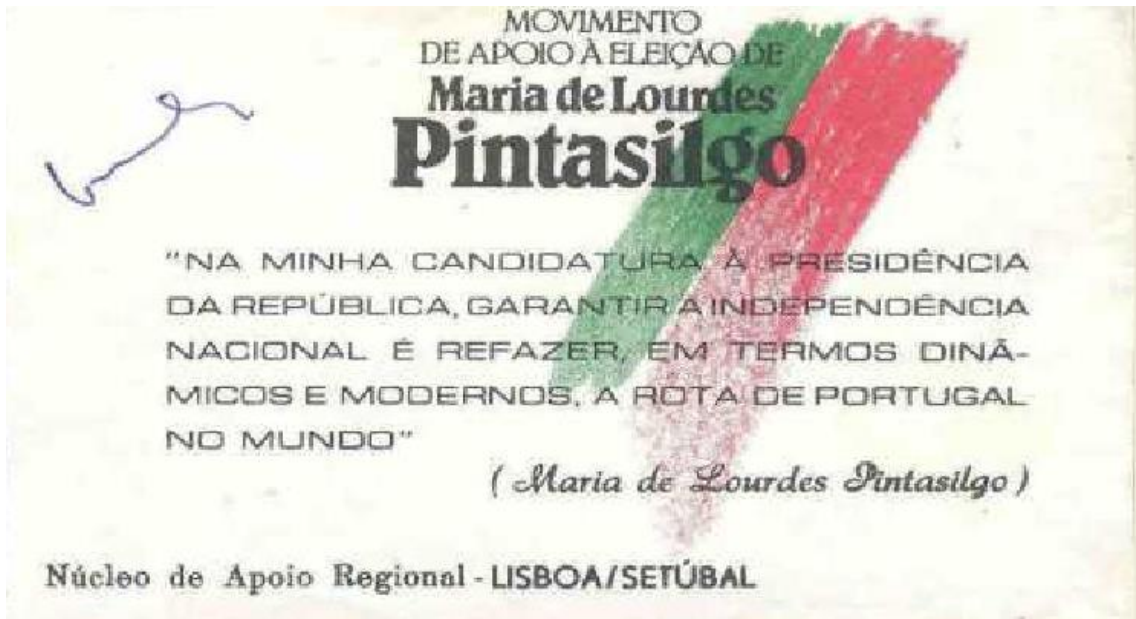 MOVIMENTO
DE APOIO À ELEIÇÃO DE
Maria de Lourdes
Pintasilgo
"NA MINHA CANDIDATURA À PRESIDÊNCIA
DA REPÚBLICA, GARANTIR A INDEPENDÊNCIA
NACIONAL É REFAZER, EM TERMOS DINÂ-
MICOS E MODERNOS, A ROTA DE PORTUGAL
NO MUNDO"
(Maria de Lourdes Pintasilgo)
Núcleo de Apoio Regional - LISBOA/SETÚBAL